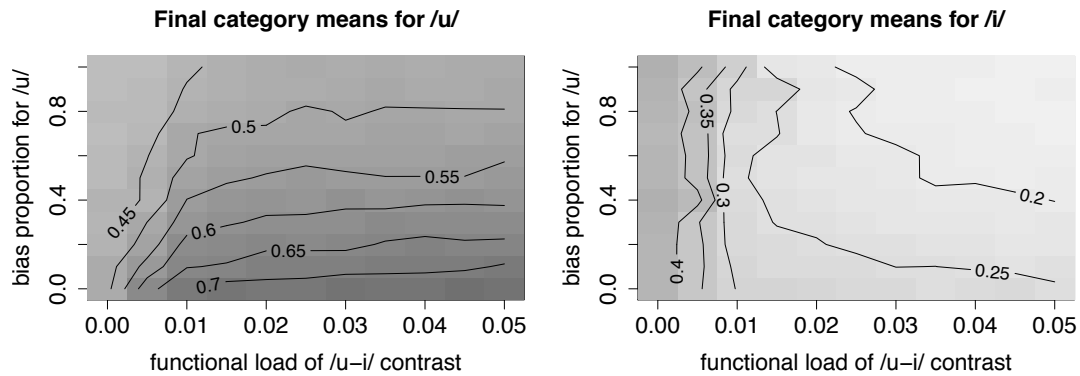 Final category means for /u/
bias proportion for /u/
0.8
0.4
0.0
0.45
0.5
0.55
0.6
0.65
0.7
0.00 0.01 0.02 0.03 0.04 0.05
functional load of /u−i/ contrast
Final category means for /i/
bias proportion for /u/
0.8
0.4
0.0
0.35
0.3
0.4
0.2
0.25
0.00 0.01 0.02 0.03 0.04 0.05
functional load of /u−i/ contrast